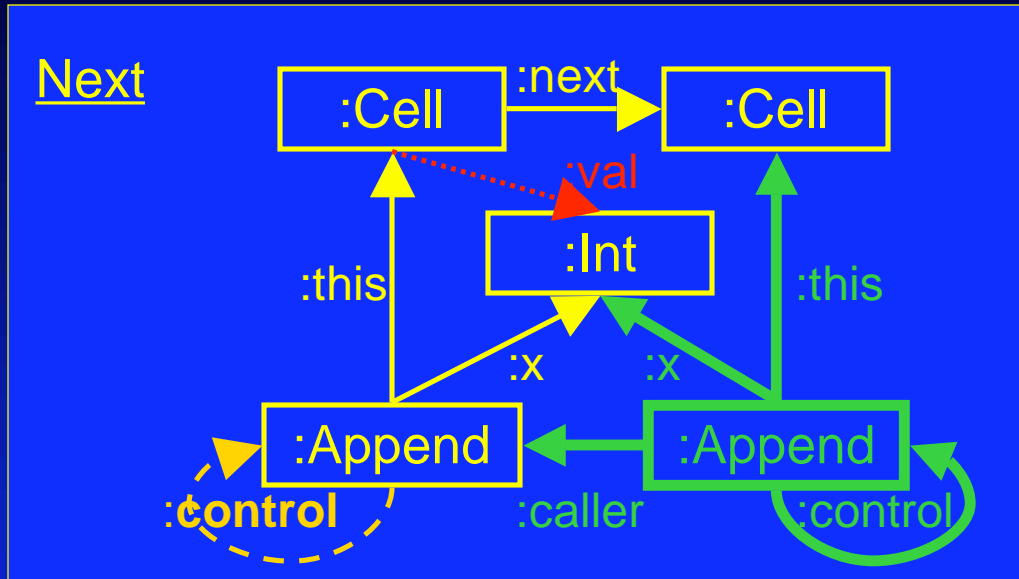 Next
:next
:Cell
:Cell
:val
:Int
:this
:this
:x
:x
:Append
:Append
:control
:caller
:control